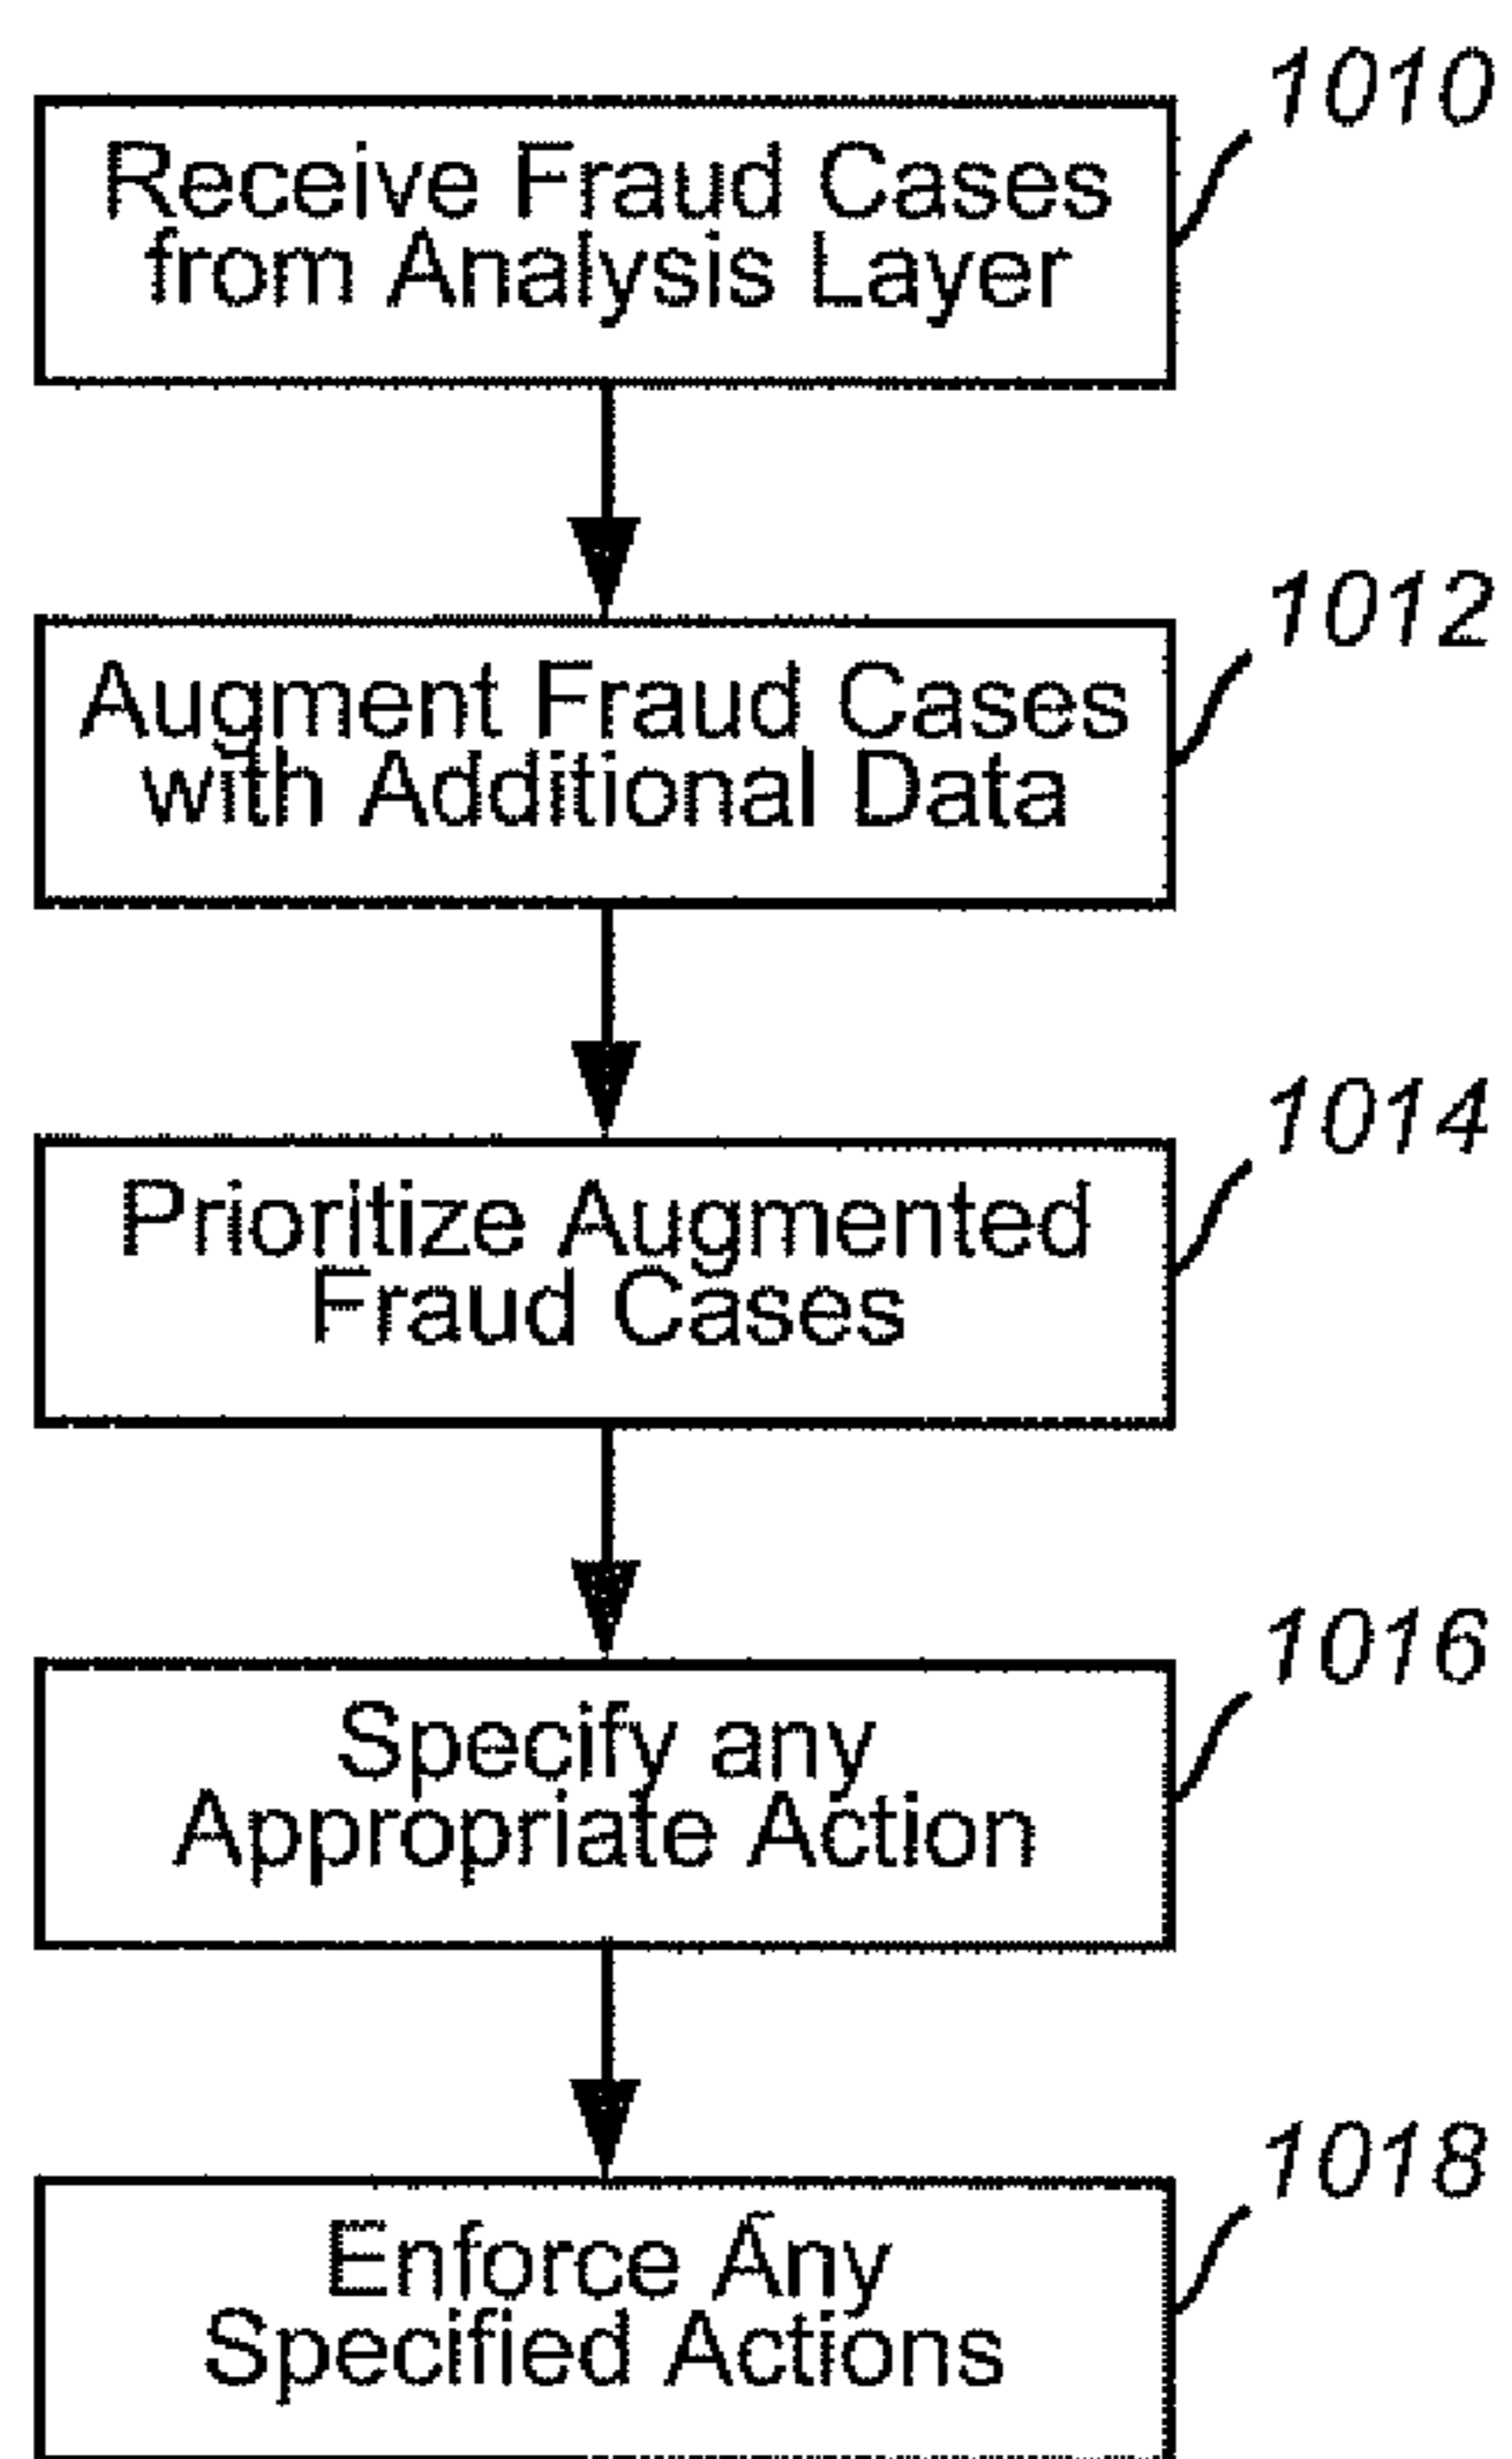 1010
Receive Fraud Cases
from Analysis Layer
1012
Augment Fraud Cases
with Additional Data
1014
Prioritize Augmented
Fraud Cases
1016
Specify any
Appropriate Action
1018
Enforce Any
Specified Actions